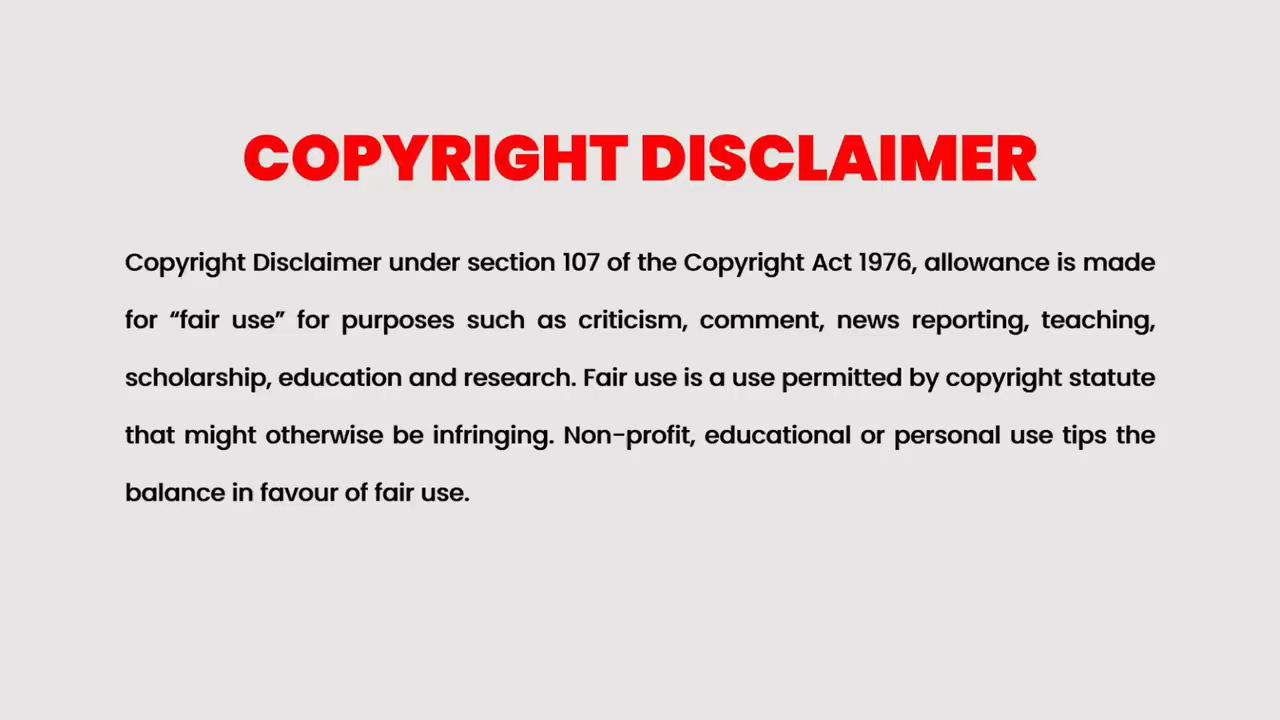 COPYRIGHT DISCLAIMER
Copyright Disclaimer under section 107 of the Copyright Act 1976, allowance is made
for “fair use” for purposes such as criticism, comment, news reporting, teaching,
scholarship, education and research. Fair use is a use permitted by copyright statute
that might otherwise be infringing. Non-profit, educational or personal use tips the
balance in favour of fair use.